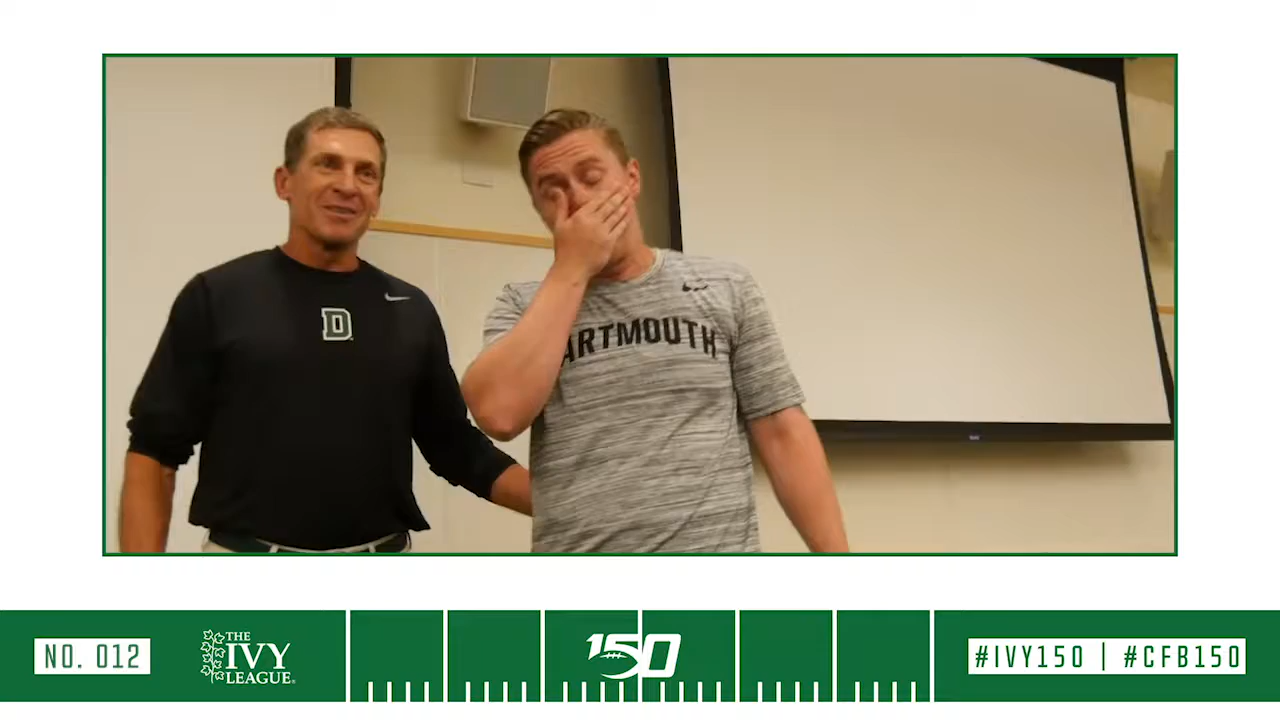 D
ARTMOUTH
NO. 012
THE
IVY
LEAGUE
150
#IVY150 | #CFB150